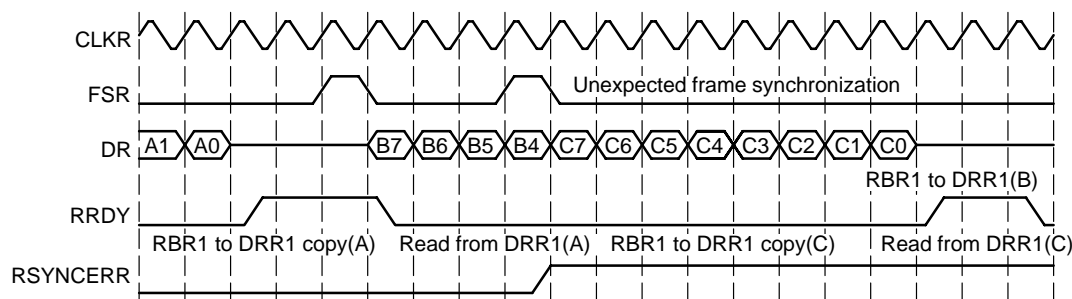 CLKR
FSR Unexpected frame synchronization
DR A1 A0 B7 B6 B5 B4 C7 C6 C5 C4 C3 C2 C1 C0
RBR1 to DRR1(B)
RRDY
RBR1 to DRR1 copy(A) Read from DRR1(A) RBR1 to DRR1 copy(C) Read from DRR1(C)
RSYNCERR